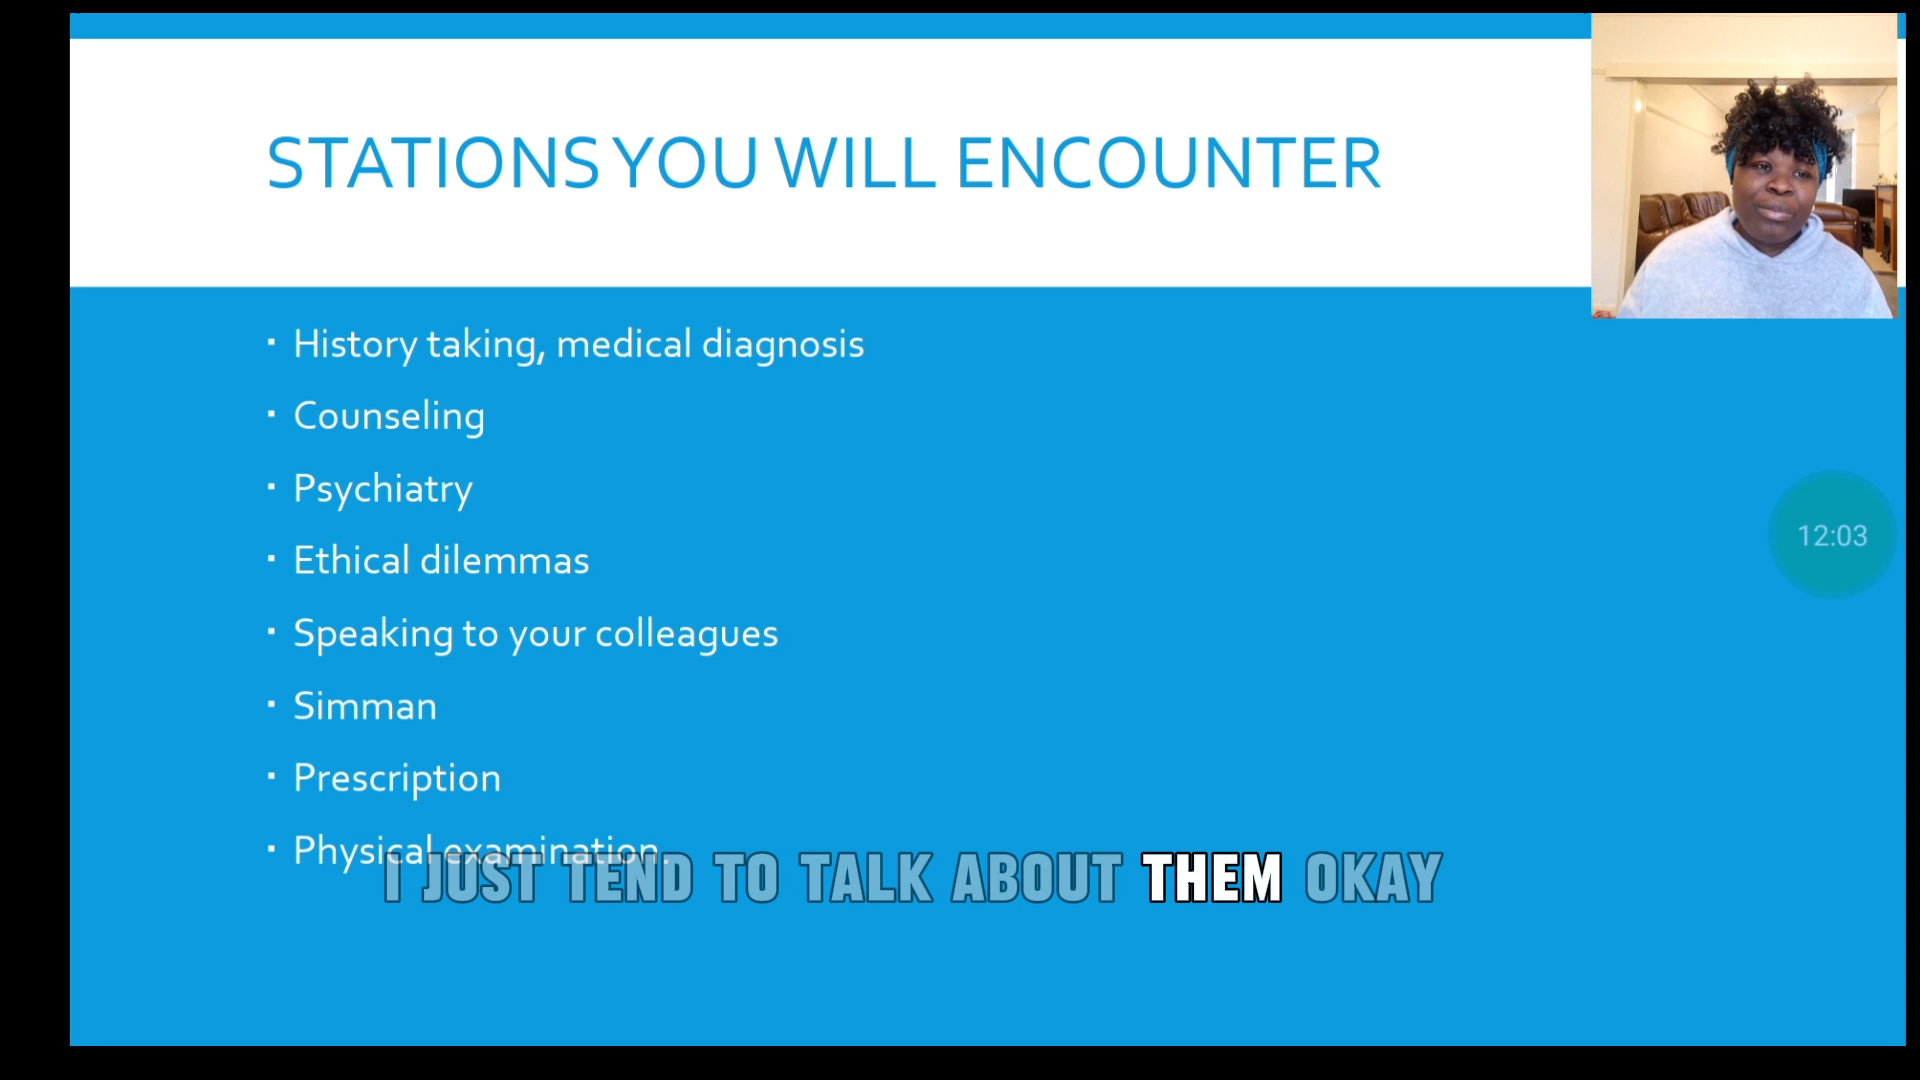 STATIONS YOU WILL ENCOUNTER
History taking, medical diagnosis
Counseling
Psychiatry
Ethical dilemmas
Speaking to your colleagues
Simman
Prescription
Physical examination.
I JUST TEND TO TALK ABOUT THEM OKAY
12:03